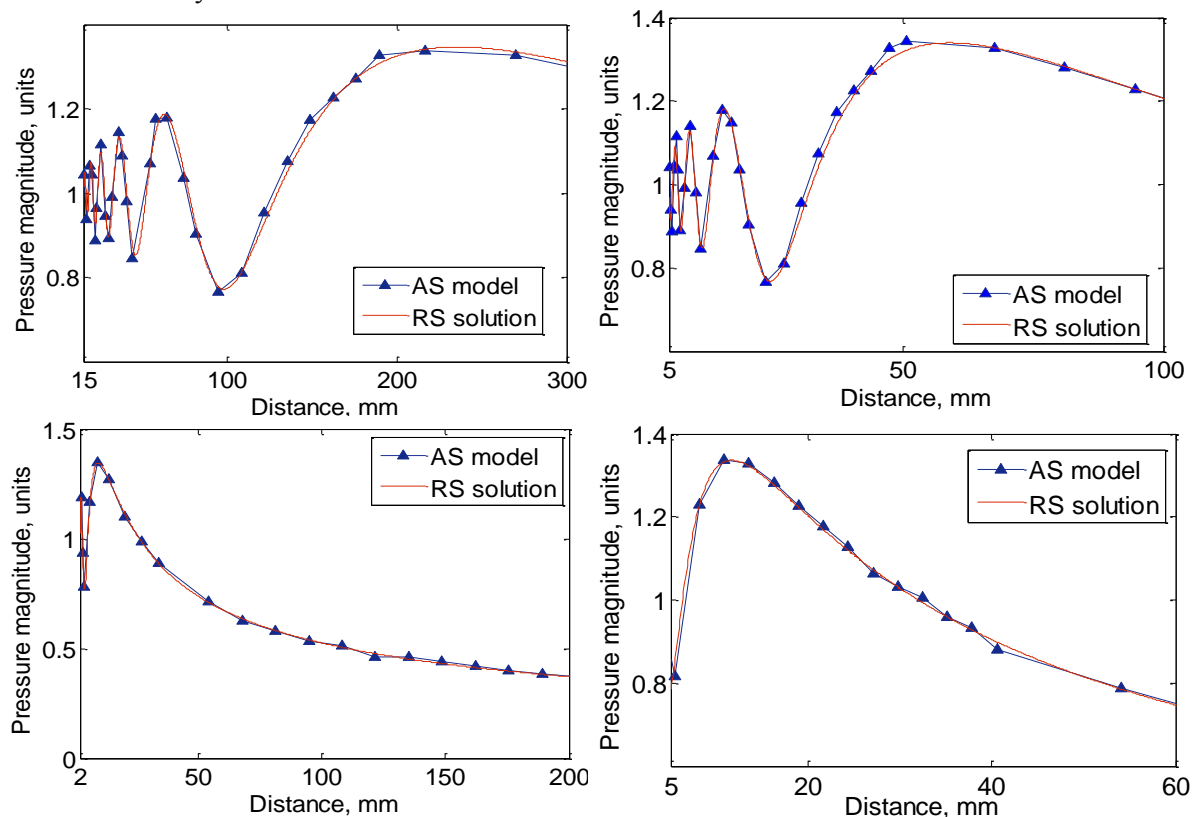 y
1.4
1.2
1
0.8
Pressure magnitude, units
AS model
RS solution
15 100 200 300
Distance, mm
1.4
1.2
1
0.8
Pressure magnitude, units
AS model
RS solution
5 50 100
Distance, mm
1.5
1
0.5
0
Pressure magnitude, units
AS model
RS solution
2 50 100 150 200
Distance, mm
1.4
1.2
1
0.8
Pressure magnitude, units
AS model
RS solution
5 20 40 60
Distance, mm